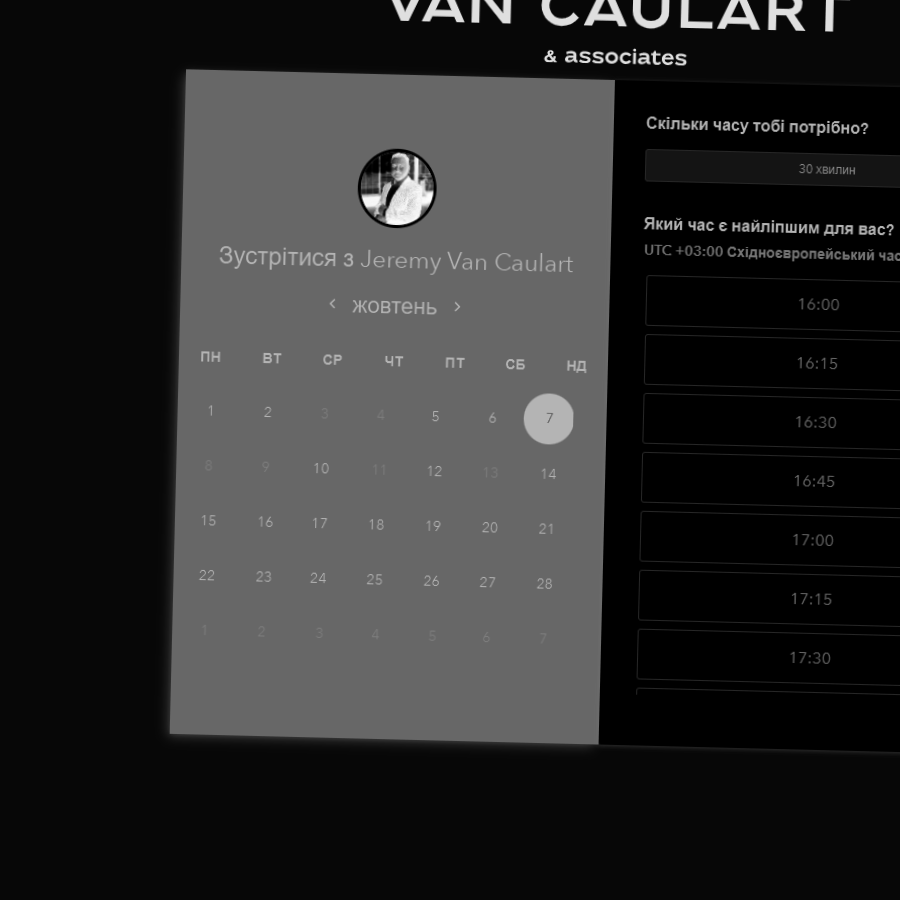 VAN CAULART
& associates
Зустрітися з Jeremy Van Caulart
‹ жовтень ›
ПН ВТ СР ЧТ ПТ СБ НД
1 2 3 4 5 6 7
8 9 10 11 12 13 14
15 16 17 18 19 20 21
22 23 24 25 26 27 28
1 2 3 4 5 6 7
Скільки часу тобі потрібно?
30 хвилин
Який час є найліпшим для вас?
UTC +03:00 Східноєвропейський час
16:00
16:15
16:30
16:45
17:00
17:15
17:30